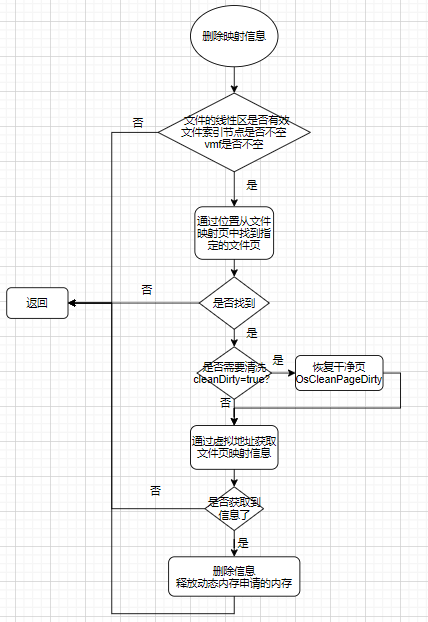 删除映射信息
文件的线性区是否有效
文件索引节点是否不空
vmf是否不空
否
是
通过位置从文件
映射页中找到指
定的文件页
否
返回
是否找到
是
是否需要清洗
cleanDirty=true?
是
恢复干净页
OsCleanPageDirty
否
通过虚拟地址获取
文件页映射信息
否
是否获取到
信息了
是
删除信息
释放动态内存申请的内存